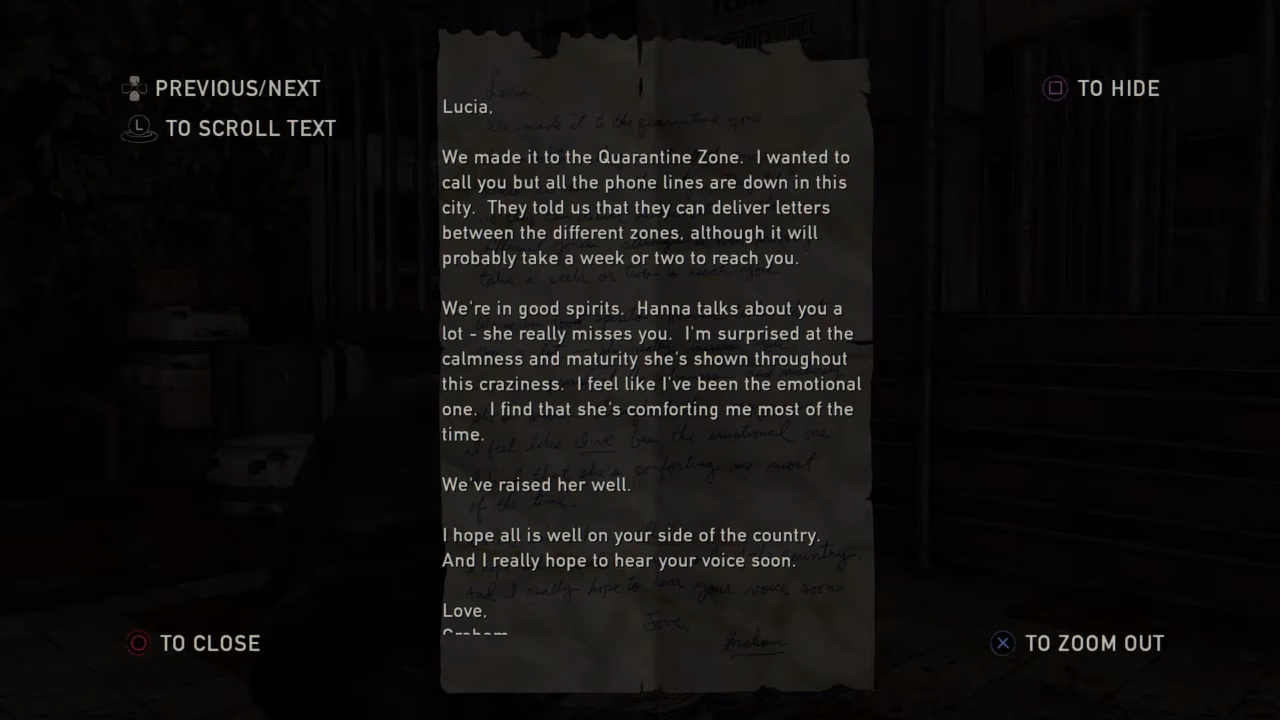 PREVIOUS/NEXT
L TO SCROLL TEXT
TO HIDE
Lucia,
We made it to the Quarantine Zone. I wanted to
call you but all the phone lines are down in this
city. They told us that they can deliver letters
between the different zones, although it will
probably take a week or two to reach you.
We're in good spirits. Hanna talks about you a
lot - she really misses you. I'm surprised at the
calmness and maturity she's shown throughout
this craziness. I feel like I've been the emotional
one. I find that she's comforting me most of the
time.
We've raised her well.
I hope all is well on your side of the country.
And I really hope to hear your voice soon.
Love,
Graham
TO CLOSE
TO ZOOM OUT